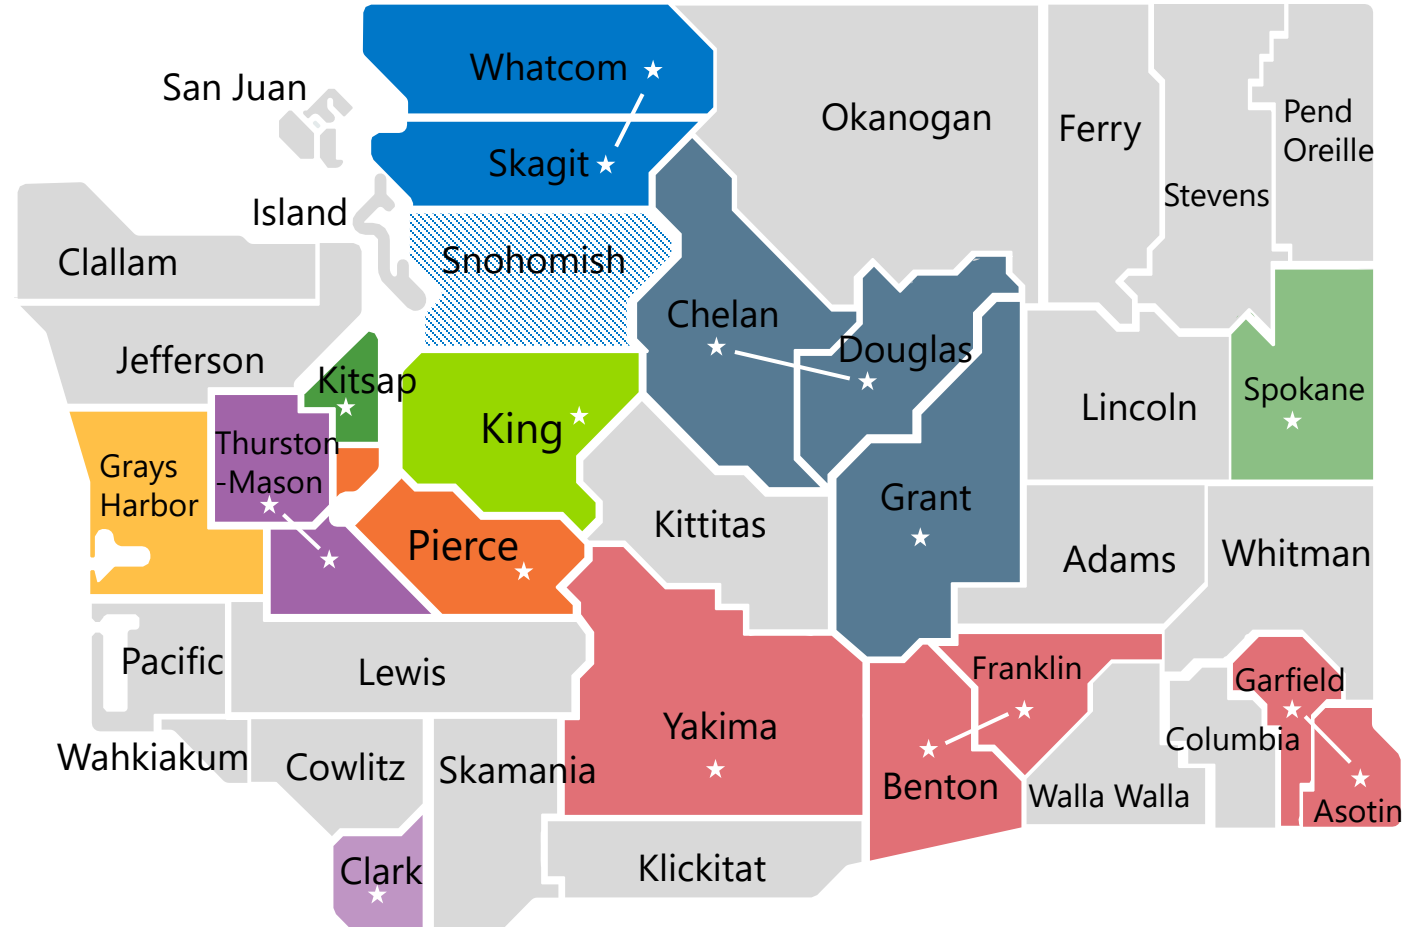 Whatcom
San Juan
Okanogan
Pend
Oreille
Ferry
Skagit
Stevens
Island
Snohomish
Clallam
Chelan
Douglas
Jefferson
Kitsap
Spokane
Lincoln
King
Thurston
-Mason
Grays
Harbor
Grant
Kittitas
Pierce
Adams
Whitman
Pacific
Lewis
Franklin
Garfield
Yakima
Columbia
Wahkiakum
Cowlitz
Skamania
Benton
Walla Walla
Asotin
Clark
Klickitat